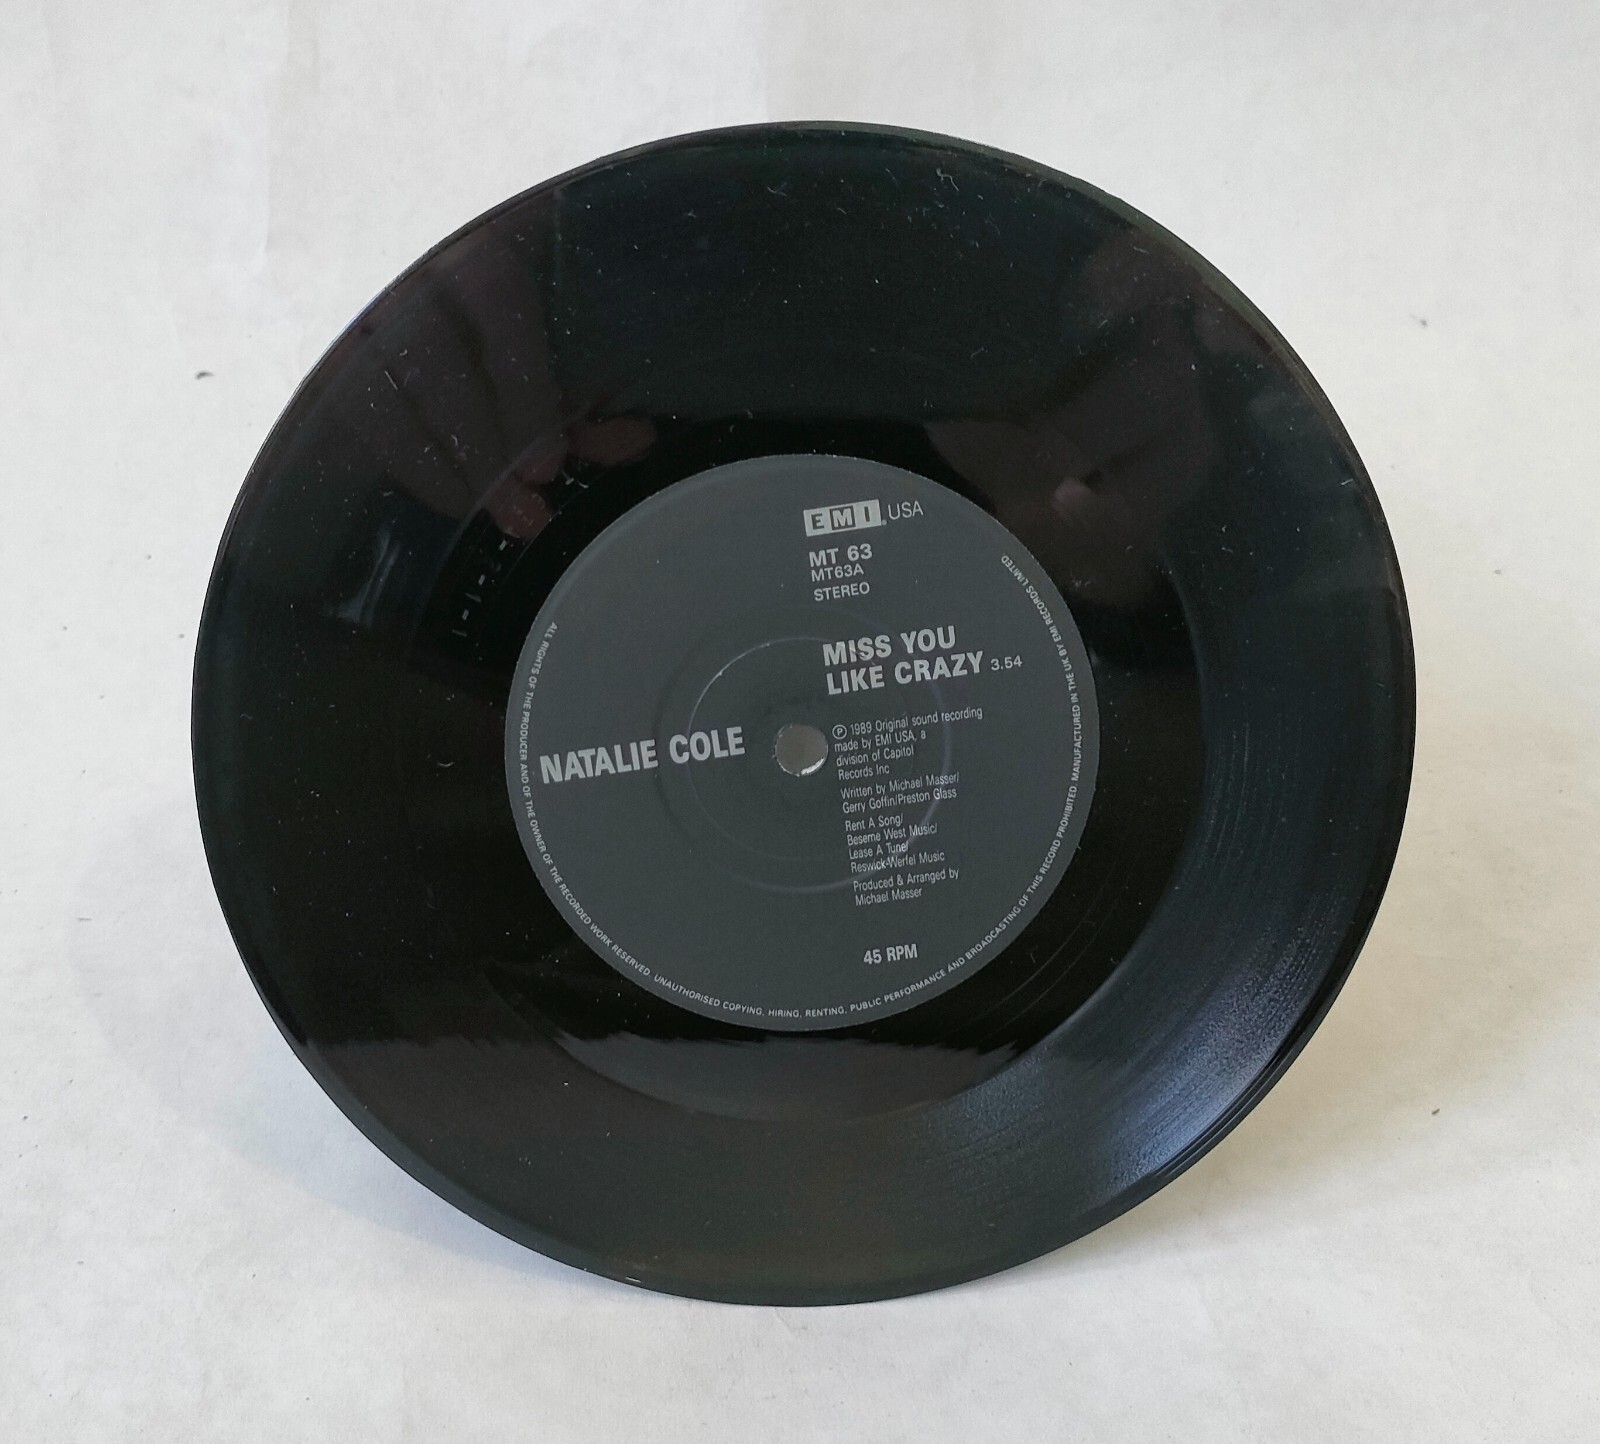 EMI USA
MT 63
MT63A
STEREO
MISS YOU
LIKE CRAZY 3.54
NATALIE COLE
℗ 1989 Original sound recording
made by EMI USA, a
division of Capitol
Records Inc
Written by Michael Masser/
Gerry Goffin/Preston Glass
Rent A Song/
Beseme West Music/
Lease A Tune/
Reswick-Werfel Music
Produced & Arranged by
Michael Masser
45 RPM
ALL RIGHTS OF THE PRODUCER AND OF THE OWNER OF THE RECORDED WORK RESERVED. UNAUTHORISED COPYING, HIRING, RENTING, PUBLIC PERFORMANCE AND BROADCASTING OF THIS RECORD PROHIBITED. MANUFACTURED IN THE UK BY EMI RECORDS LIMITED.